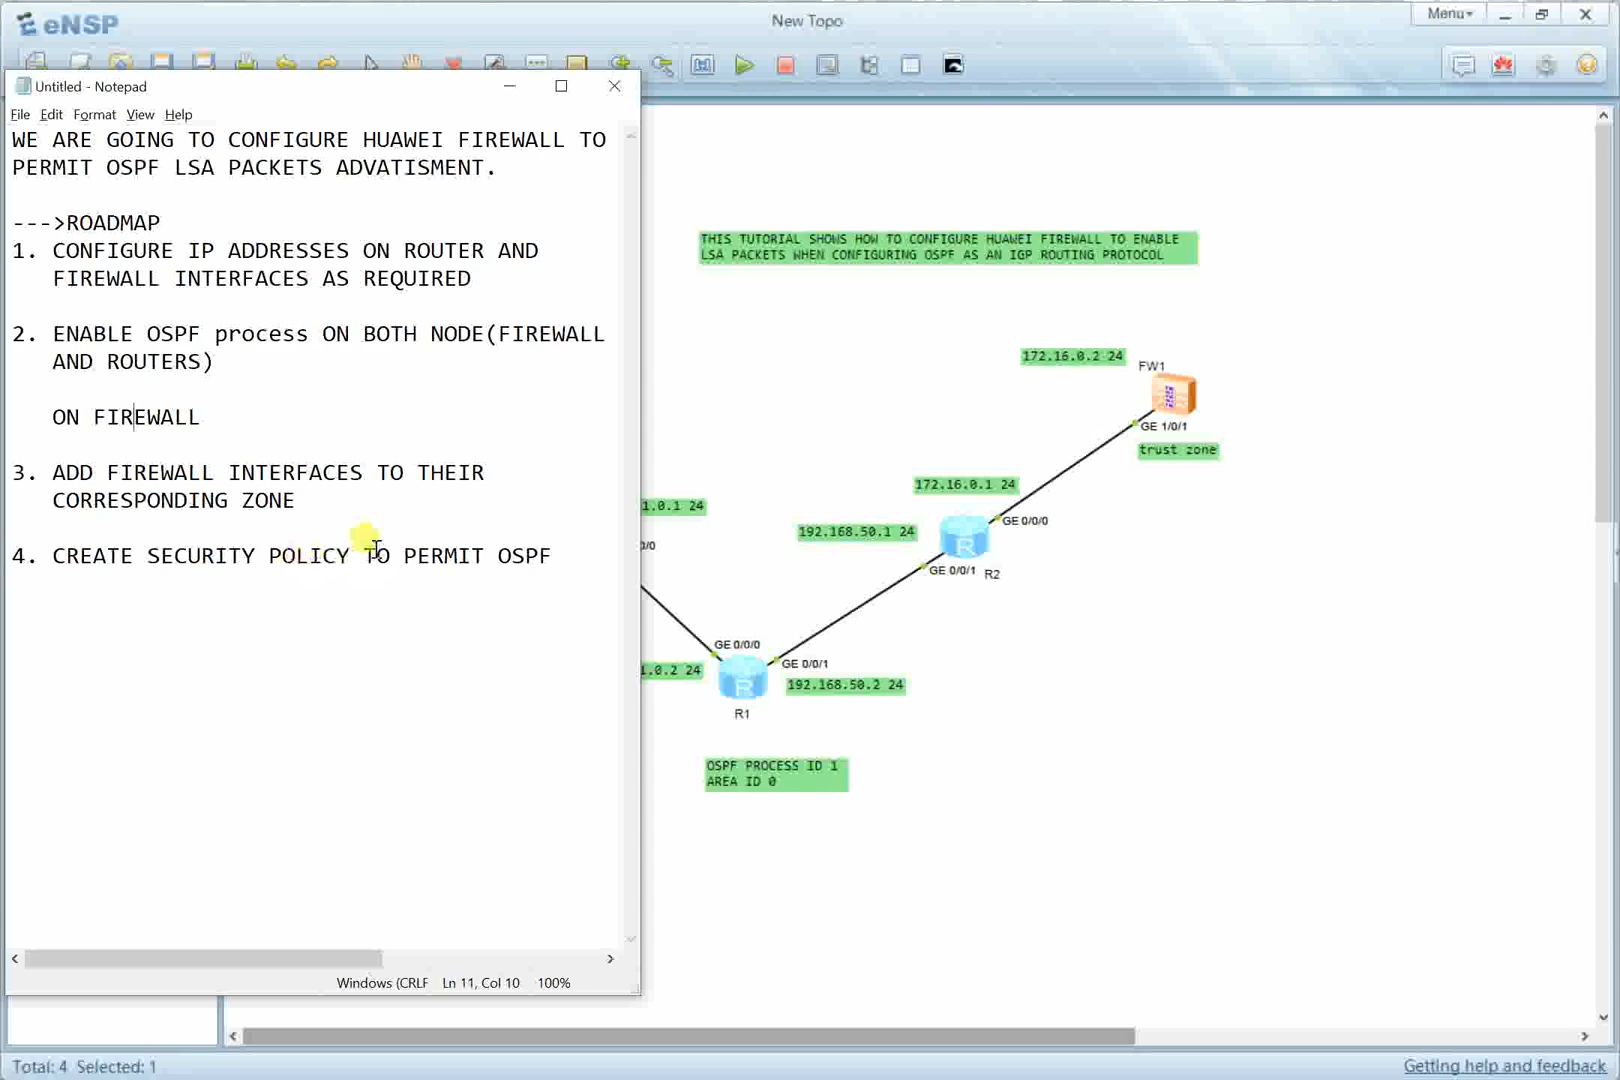 eNSP
New Topo
Menu
Untitled - Notepad
File Edit Format View Help
WE ARE GOING TO CONFIGURE HUAWEI FIREWALL TO
PERMIT OSPF LSA PACKETS ADVATISMENT.
--->ROADMAP
1. CONFIGURE IP ADDRESSES ON ROUTER AND
FIREWALL INTERFACES AS REQUIRED
2. ENABLE OSPF process ON BOTH NODE(FIREWALL
AND ROUTERS)
ON FIREWALL
3. ADD FIREWALL INTERFACES TO THEIR
CORRESPONDING ZONE
4. CREATE SECURITY POLICY TO PERMIT OSPF
Windows (CRLF Ln 11, Col 10 100%
THIS TUTORIAL SHOWS HOW TO CONFIGURE HUAWEI FIREWALL TO ENABLE
LSA PACKETS WHEN CONFIGURING OSPF AS AN IGP ROUTING PROTOCOL
172.16.0.2 24
FW1
GE 1/0/1
trust zone
172.16.0.1 24
GE 0/0/0
192.168.50.1 24
R
GE 0/0/1
R2
1.0.1 24
0/0
GE 0/0/0
GE 0/0/1
1.0.2 24
R
192.168.50.2 24
R1
OSPF PROCESS ID 1
AREA ID 0
Total: 4 Selected: 1
Getting help and feedback